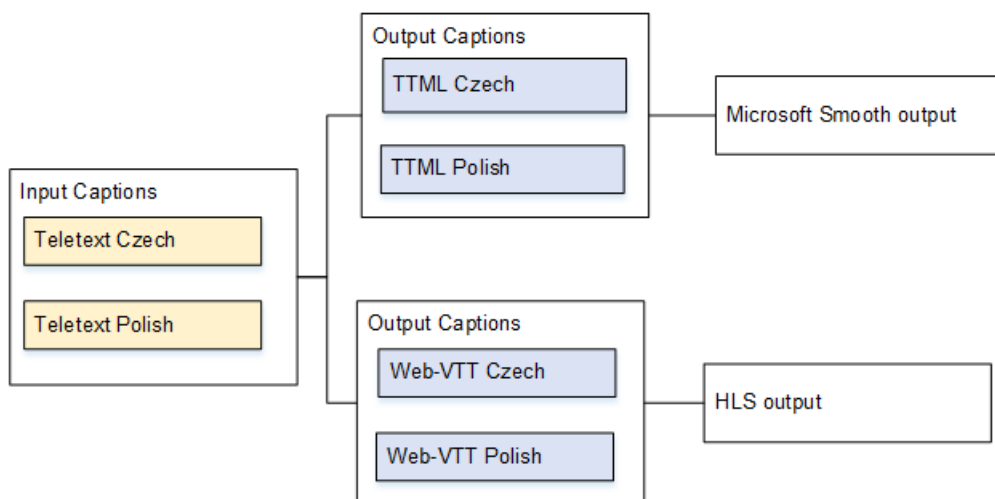 Input Captions
Teletext Czech
Teletext Polish
Output Captions
TTML Czech
TTML Polish
Microsoft Smooth output
Output Captions
Web-VTT Czech
Web-VTT Polish
HLS output